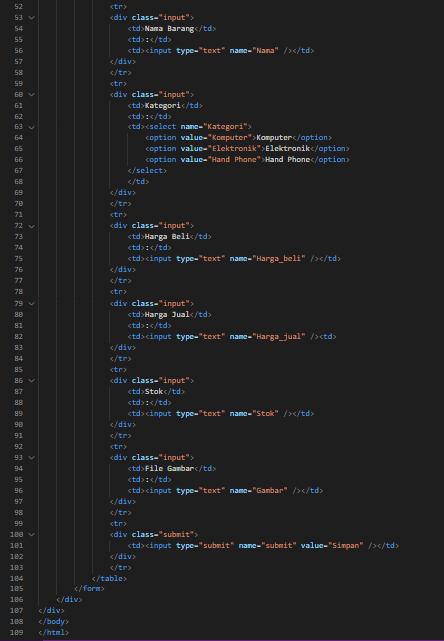 52 <tr>
53 <div class="input">
54 <td>Nama Barang</td>
55 <td>:</td>
56 <td><input type="text" name="Nama" /></td>
57 </div>
58 </tr>
59 <tr>
60 <div class="input">
61 <td>Kategori</td>
62 <td>:</td>
63 <td><select name="Kategori">
64 <option value="Komputer">Komputer</option>
65 <option value="Elektronik">Elektronik</option>
66 <option value="Hand Phone">Hand Phone</option>
67 </select>
68 </td>
69 </div>
70 </tr>
71 <tr>
72 <div class="input">
73 <td>Harga Beli</td>
74 <td>:</td>
75 <td><input type="text" name="Harga_beli" /></td>
76 </div>
77 </tr>
78 <tr>
79 <div class="input">
80 <td>Harga Jual</td>
81 <td>:</td>
82 <td><input type="text" name="Harga_jual" /><td>
83 </div>
84 </tr>
85 <tr>
86 <div class="input">
87 <td>Stok</td>
88 <td>:</td>
89 <td><input type="text" name="Stok" /></td>
90 </div>
91 </tr>
92 <tr>
93 <div class="input">
94 <td>File Gambar</td>
95 <td>:</td>
96 <td><input type="text" name="Gambar" /></td>
97 </div>
98 </tr>
99 <tr>
100 <div class="submit">
101 <td><input type="submit" name="submit" value="Simpan" /></td>
102 </div>
103 </tr>
104 </table>
105 </form>
106 </div>
107 </div>
108 </body>
109 </html>